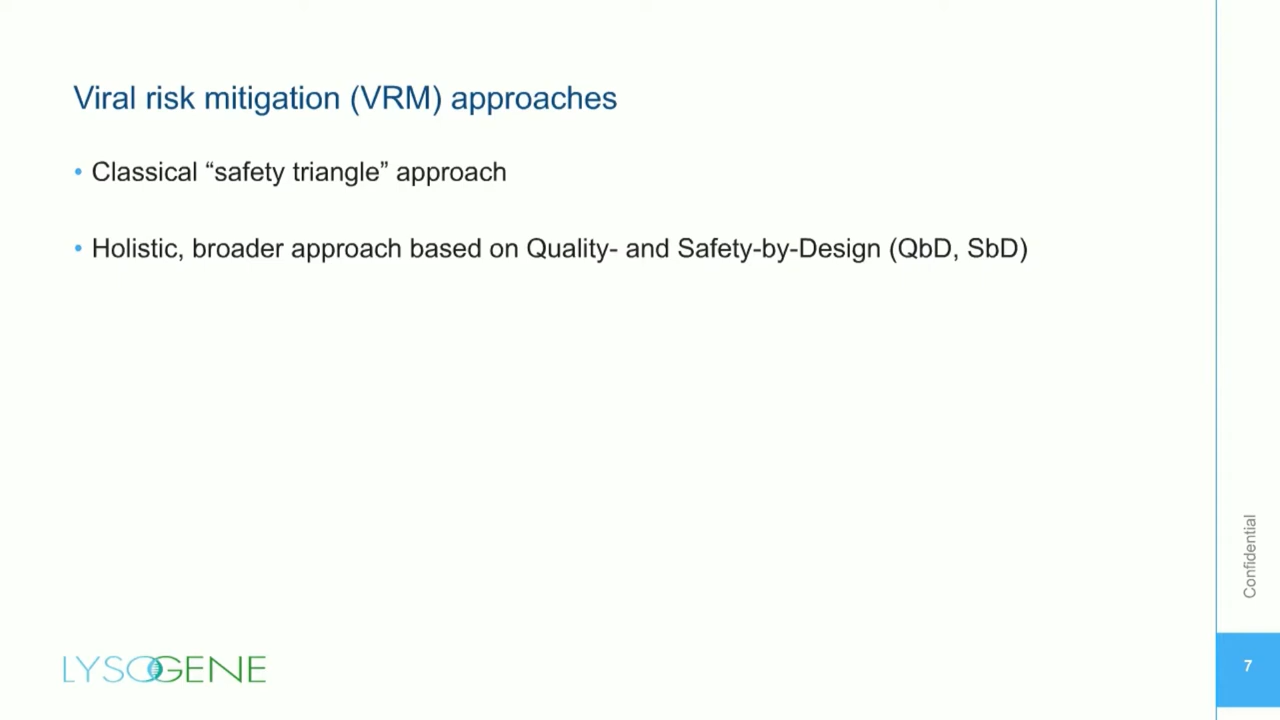 Viral risk mitigation (VRM) approaches
• Classical “safety triangle” approach
• Holistic, broader approach based on Quality- and Safety-by-Design (QbD, SbD)
Confidential
LYSOGENE
7